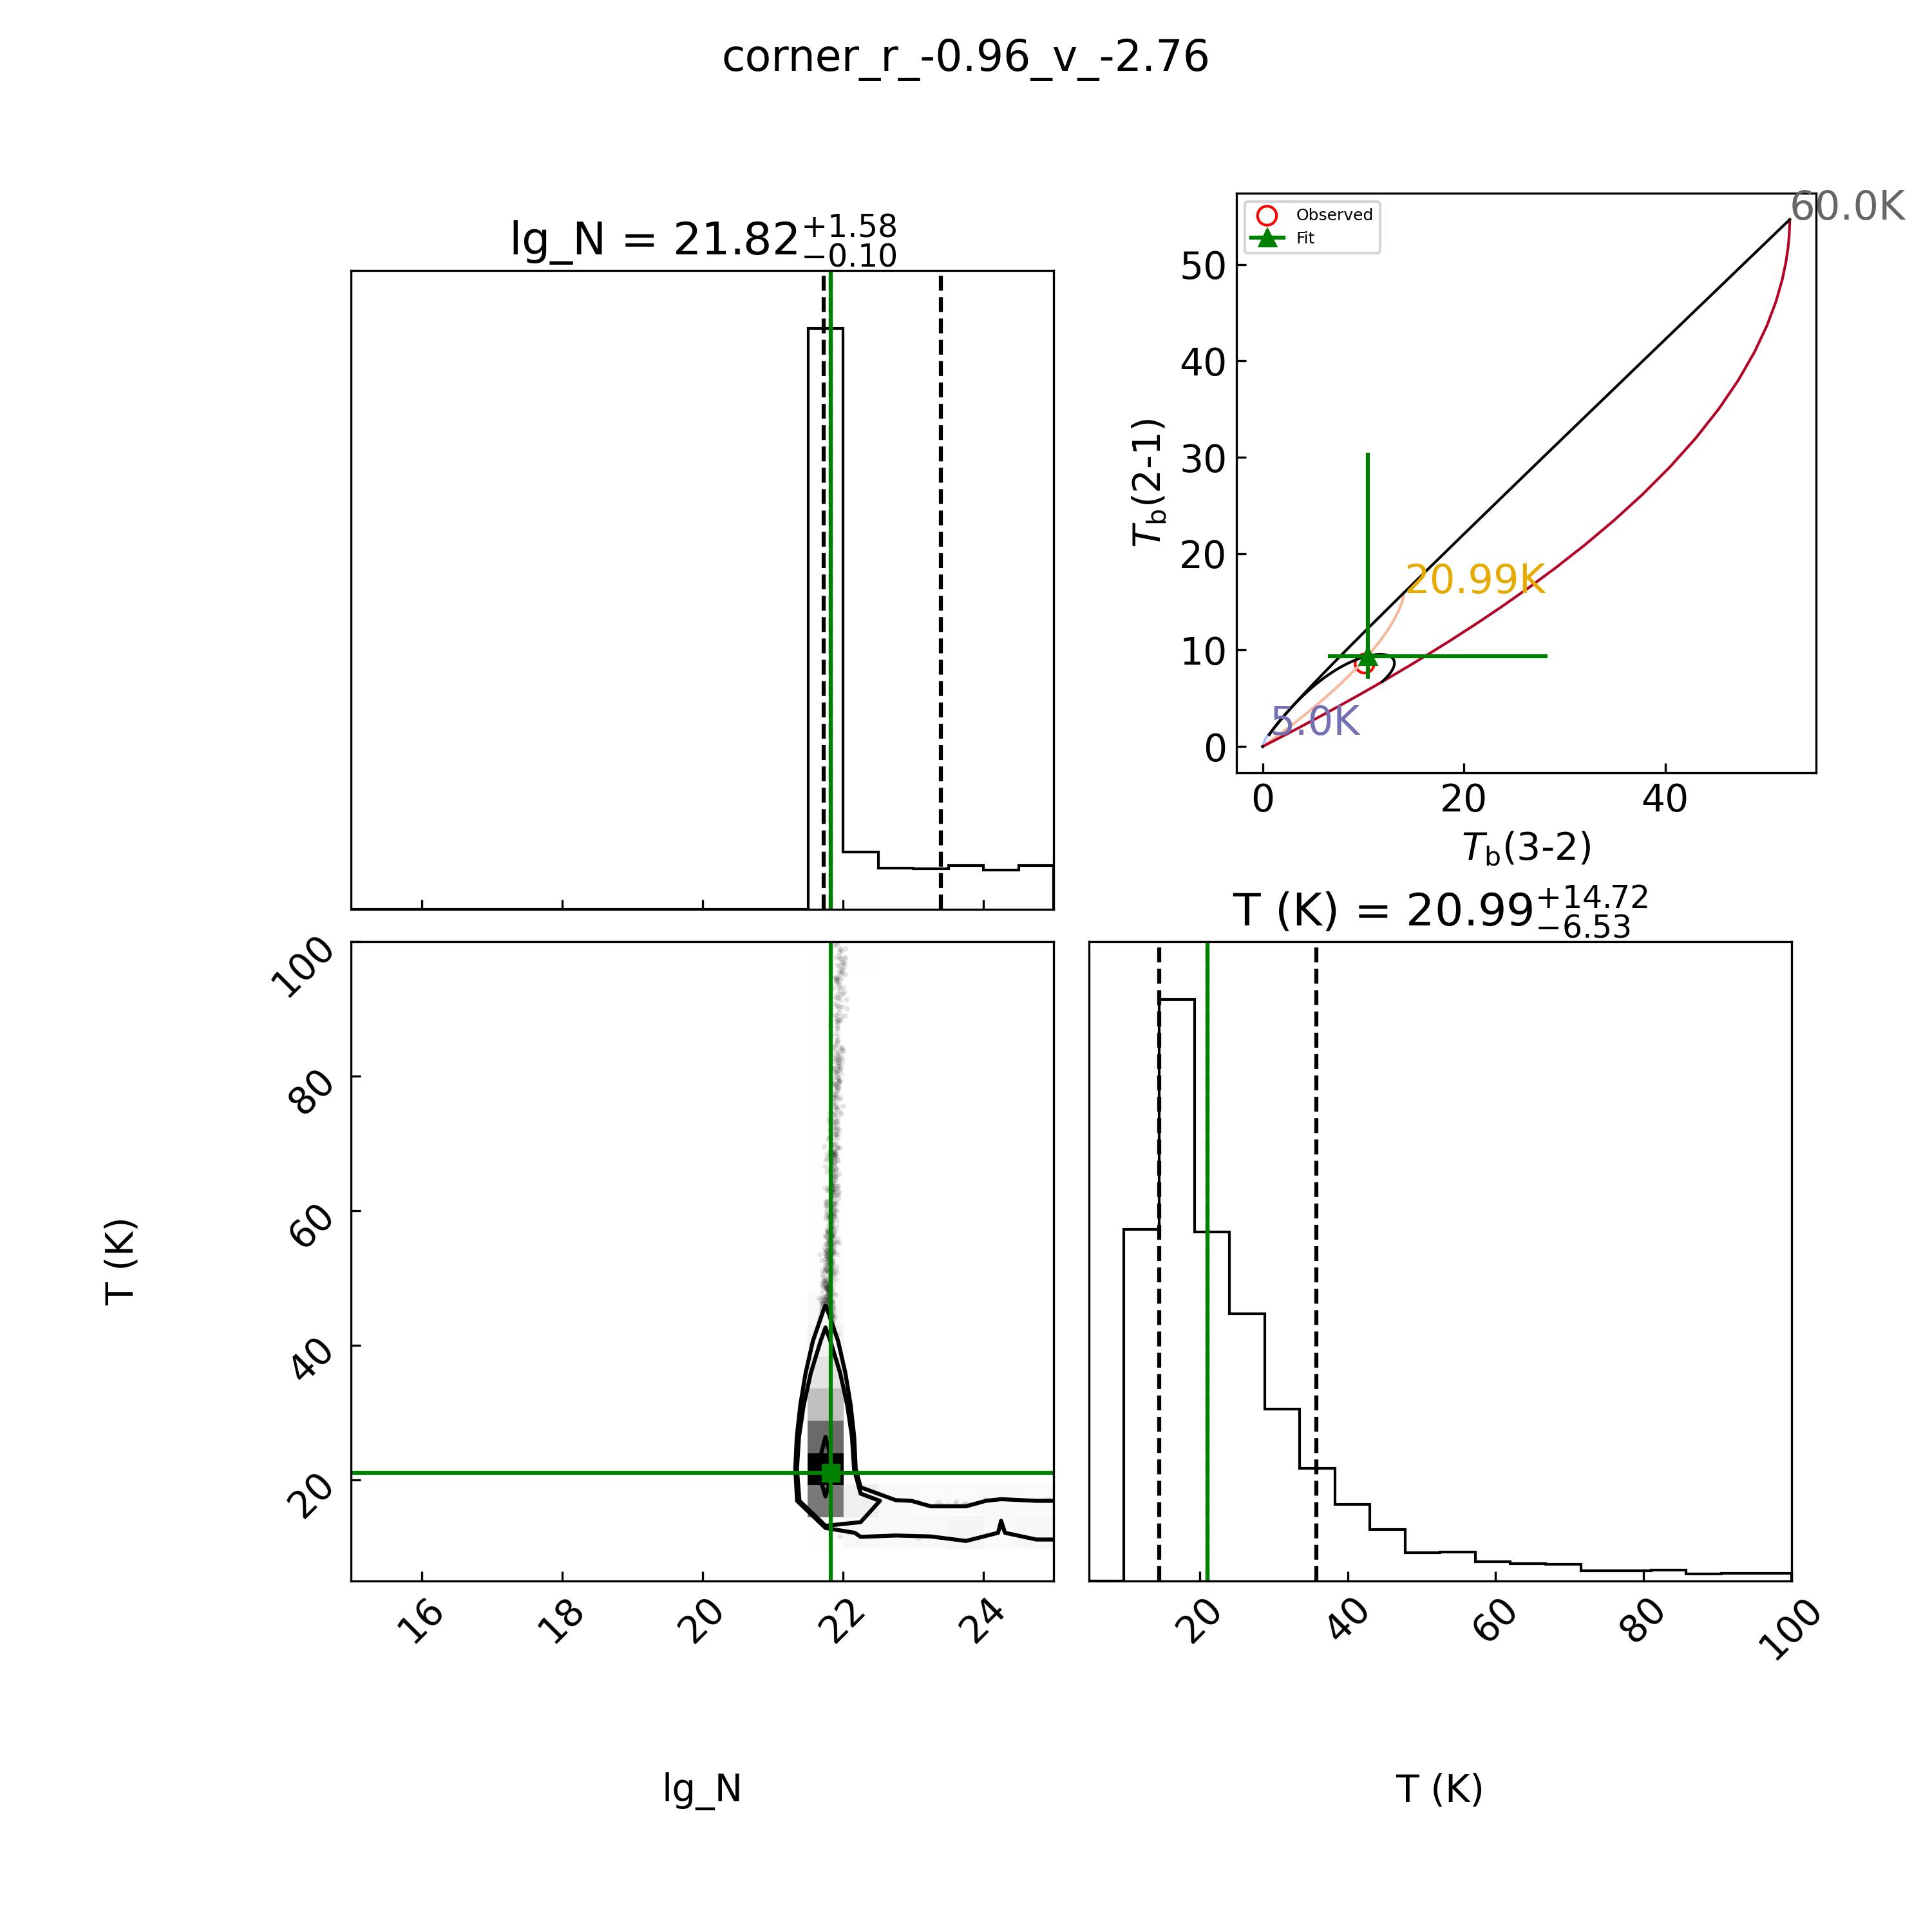 corner_r_-0.96_v_-2.76
lg_N = 21.82+1.58
−0.10
60.0K
Observed
Fit
50
40
30
20
10
0
Tb(2-1)
20.99K
5.0K
0 20 40
Tb(3-2)
T (K) = 20.99+14.72
−6.53
100
80
60
40
20
T (K)
16 18 20 22 24
20 40 60 80 100
lg_N
T (K)